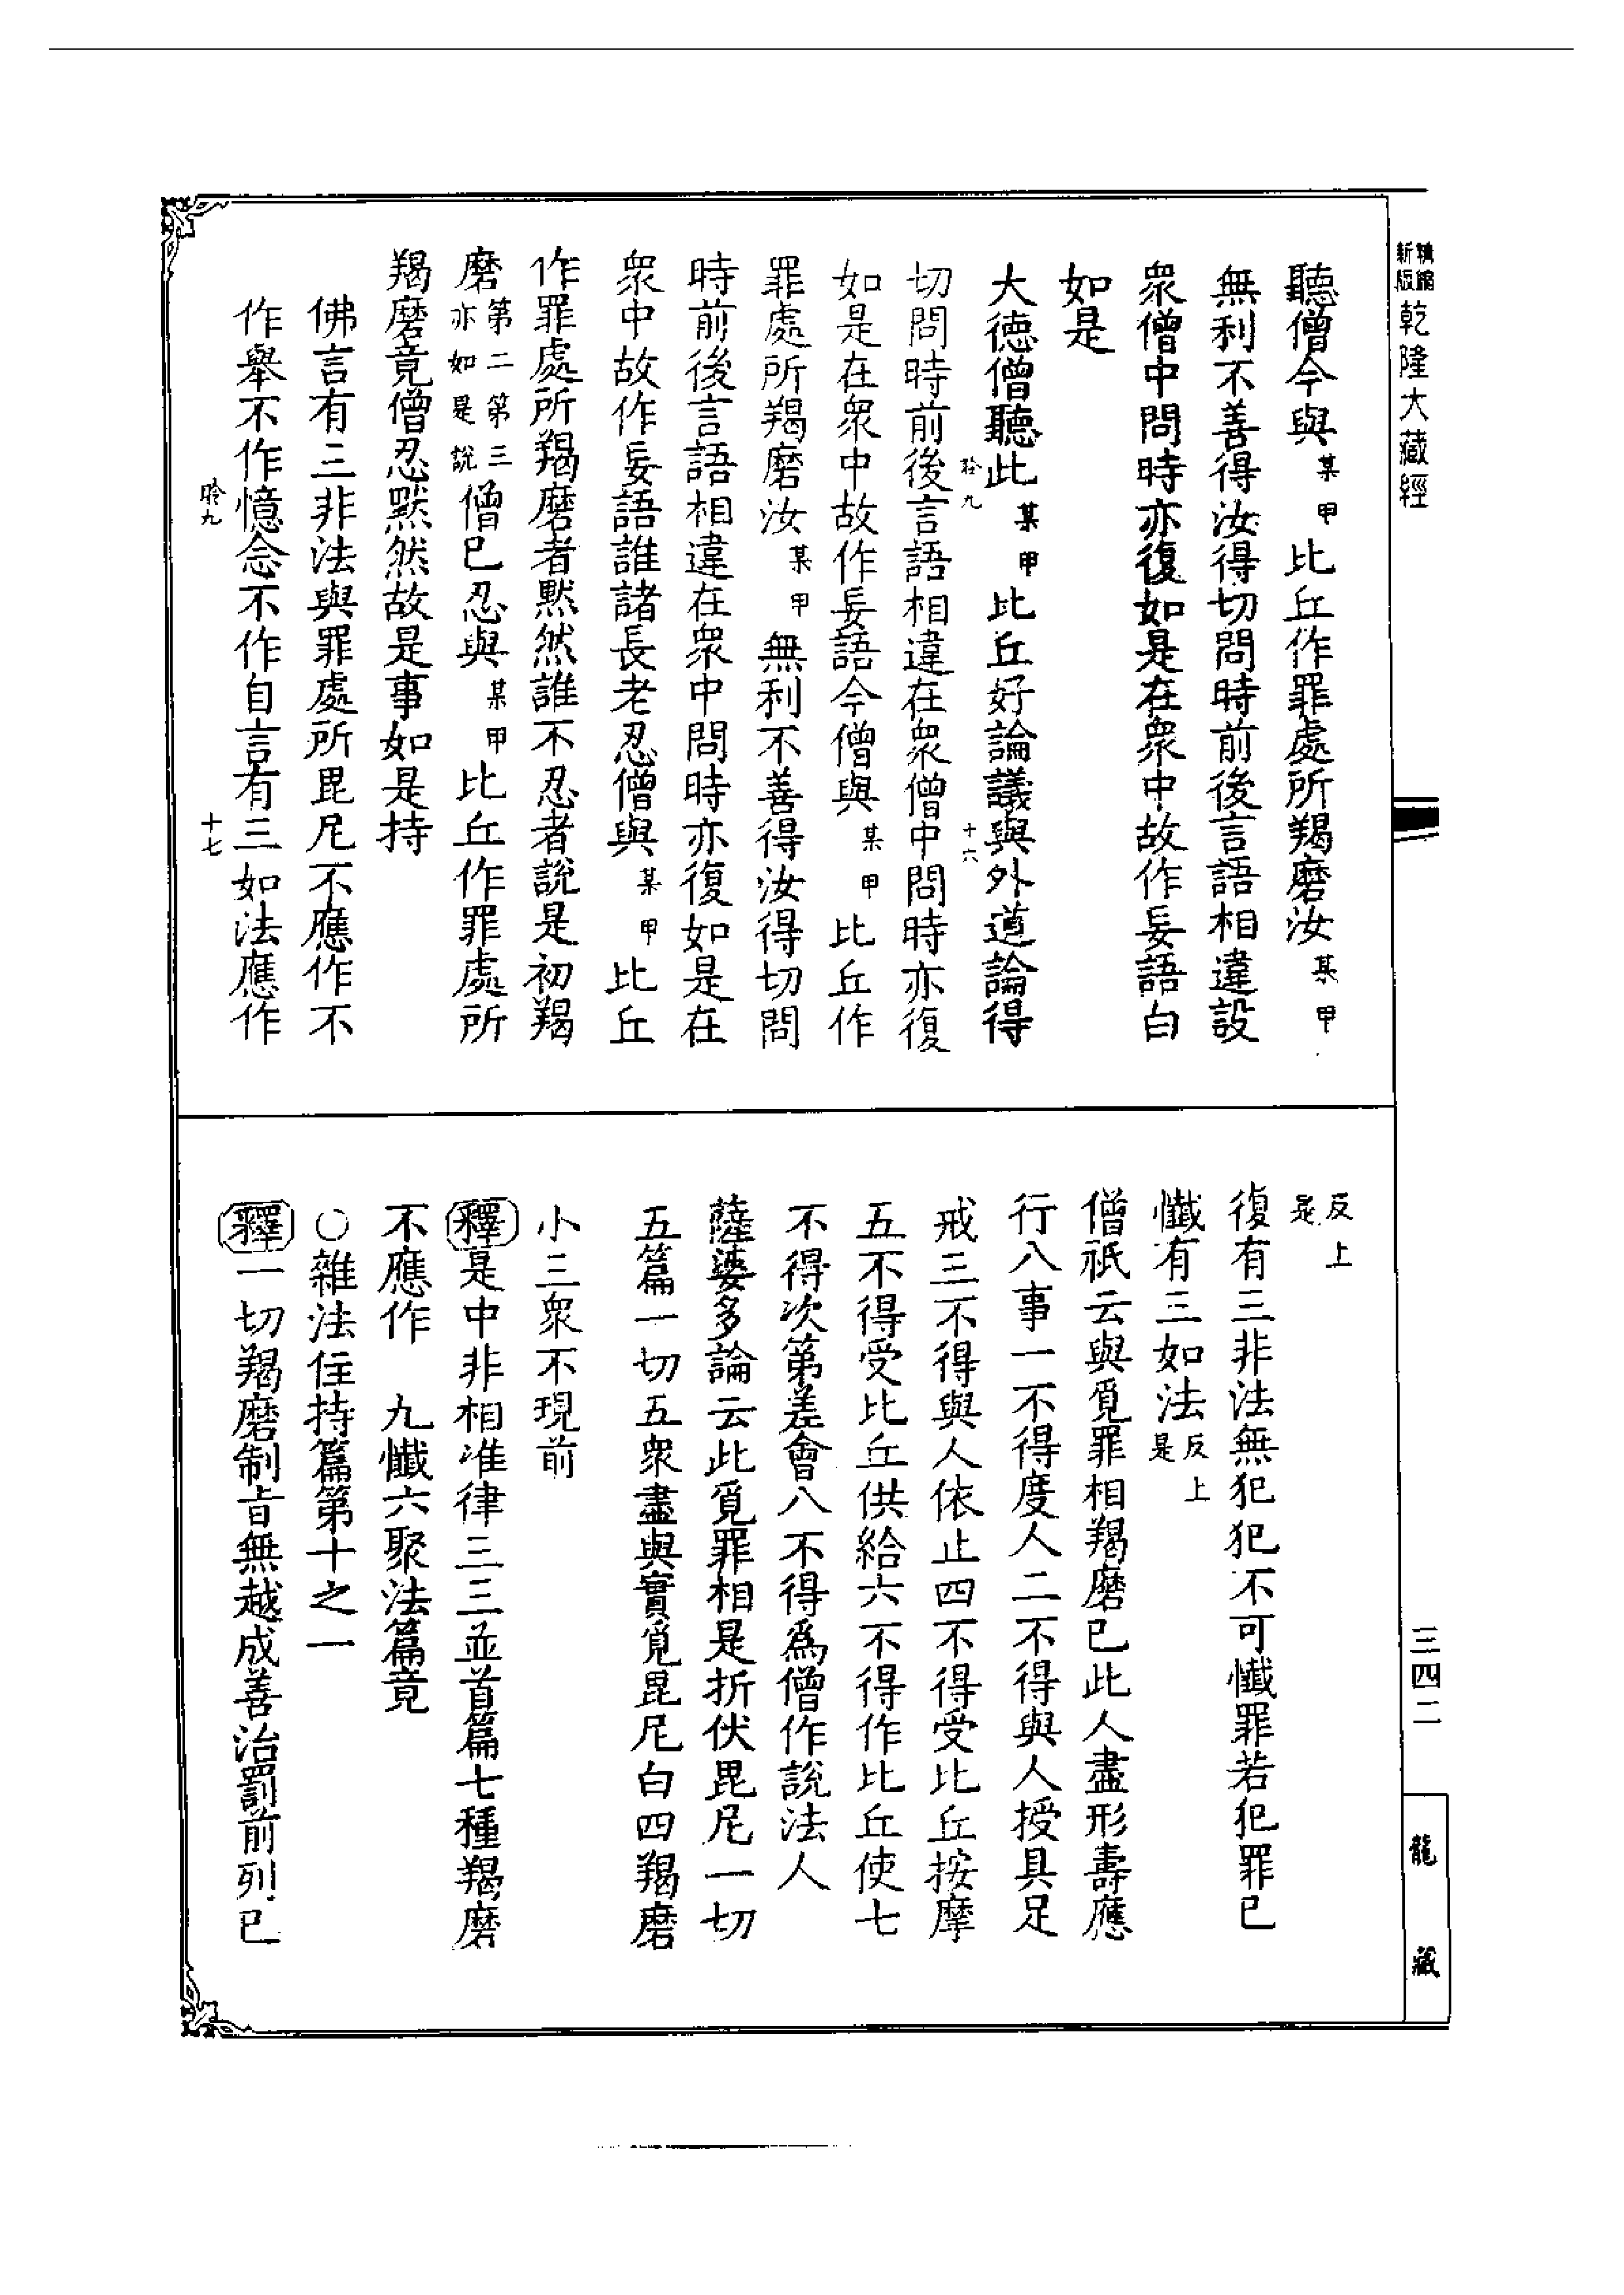 新版精縮乾隆大藏經
聽僧今與某甲比丘作罪處所羯磨汝某甲
無利不善得汝得切問時前後言語相違設
衆僧中問時亦復如是在衆中故作妄語白
如是
大德僧聽此某甲比丘好論議與外道論得
切問時前後言語相違在衆僧中問時亦復
如是在衆中故作妄語今僧與某甲比丘作
罪處所羯磨汝某甲無利不善得汝得切問
時前後言語相違在衆中問時亦復如是在
衆中故作妄語誰諸長老忍僧與某甲比丘
作罪處所羯磨者默然誰不忍者說是初羯
磨第二第三亦如是說僧已忍與某甲比丘作罪處所
羯磨竟僧忍默然故是事如是持
佛言有三非法與罪處所毘尼不應作不
作舉不作憶念不作自言有三如法應作
十六
十七
反上是
復有三非法無犯犯不可懺罪若犯罪已
懺有三如法反上是
僧祇云與覓罪相羯磨已此人盡形壽應
行八事一不得度人二不得與人授具足
戒三不得與人依止四不得受比丘按摩
五不得受比丘供給六不得作比丘使七
不得次第差會八不得爲僧作說法人
薩婆多論云此覓罪相是折伏毘尼一切
五篇一切五衆盡與實覓毘尼白四羯磨
小三衆不現前
釋是中非相准律三三並首篇七種羯磨
不應作　九懺六聚法篇竟
○雜法住持篇第十之一
釋一切羯磨制旨無越成善治罰前列已
三四二
龍藏